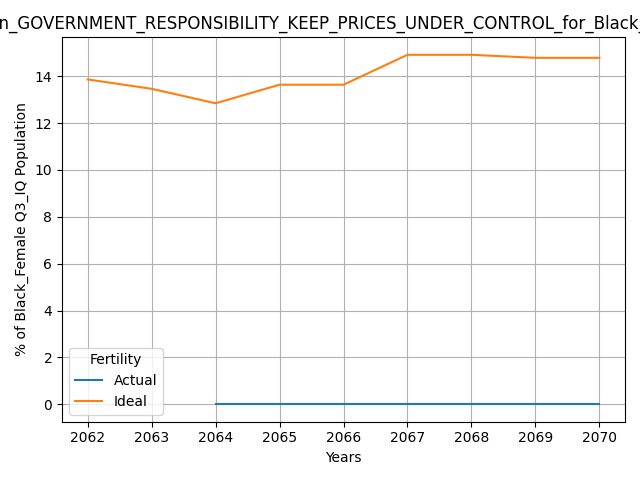 n_GOVERNMENT_RESPONSIBILITY_KEEP_PRICES_UNDER_CONTROL_for_Black_
% of Black_Female Q3_IQ Population
14
12
10
8
6
4
2
0
Fertility
Actual
Ideal
2062 2063 2064 2065 2066 2067 2068 2069 2070
Years